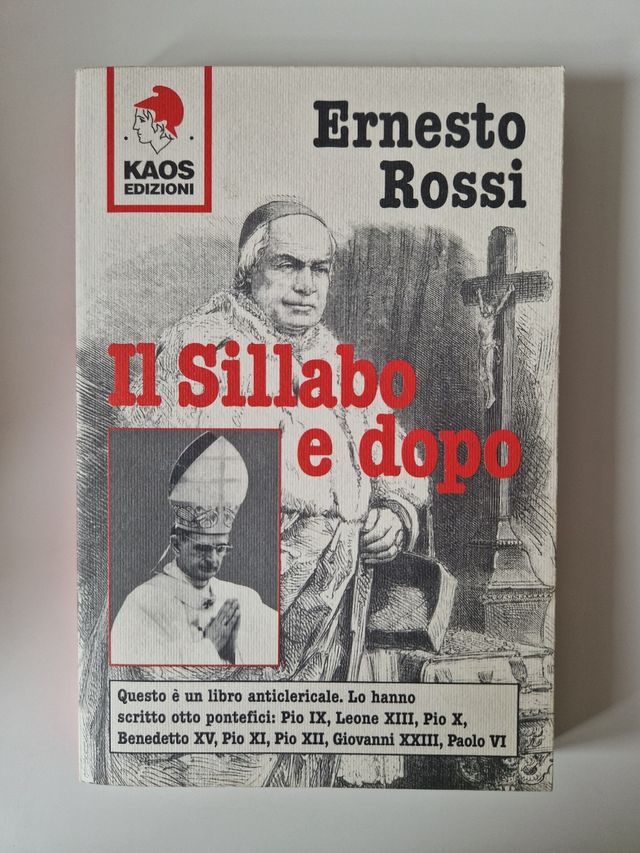 KAOS
EDIZIONI
Ernesto
Rossi
Il Sillabo
e dopo
Questo è un libro anticlericale. Lo hanno
scritto otto pontefici: Pio IX, Leone XIII, Pio X,
Benedetto XV, Pio XI, Pio XII, Giovanni XXIII, Paolo VI